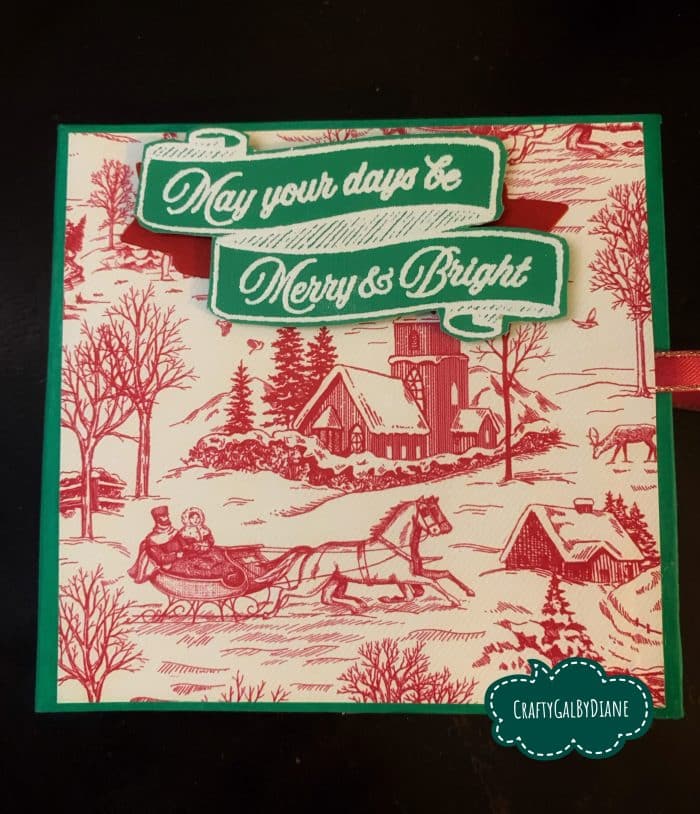 May your days be
Merry & Bright
CRAFTYGALBYDIANE